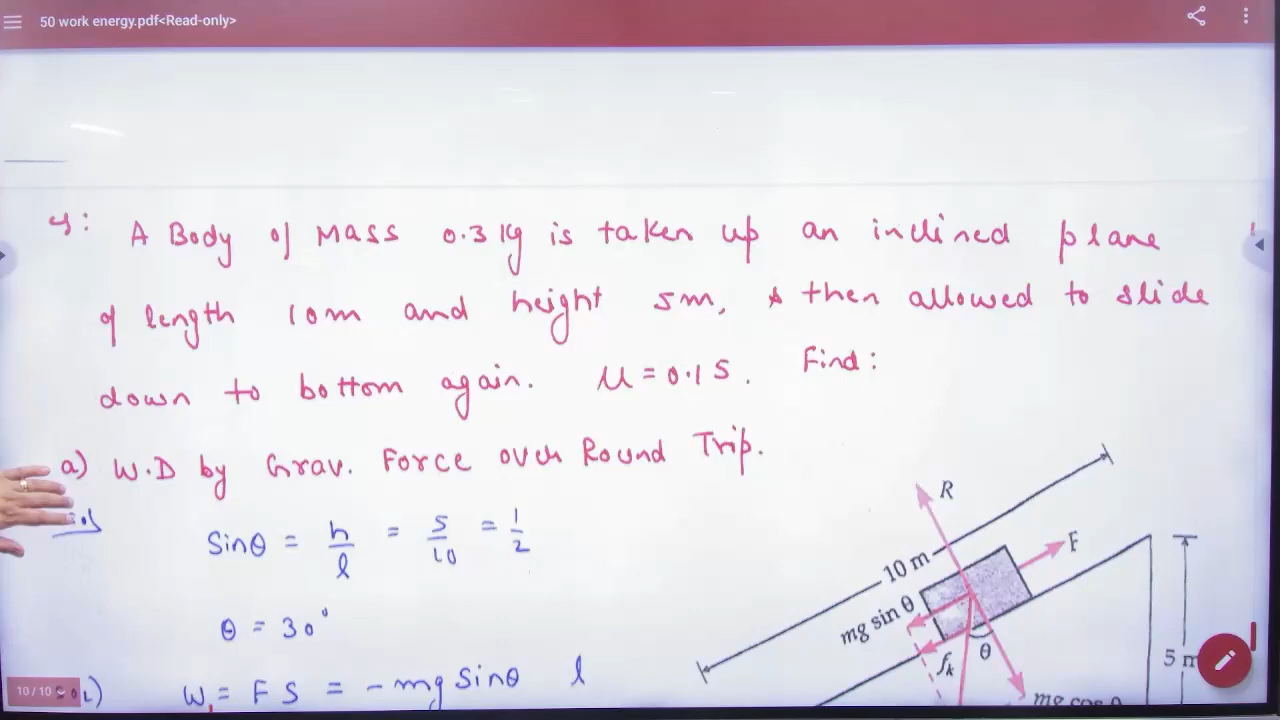 50 work energy.pdf<Read-only>
A Body of Mass 0.3 Kg is taken up an inclined plane
of length 10m and height 5m, & then allowed to slide
down to bottom again. μ = 0.15. Find:
a) W.D by Grav. Force over Round Trip.
Sol
Sinθ = h/l = 5/10 = 1/2
θ = 30°
W₁ = F S = - mg Sinθ l
R
10 m
F
mg sin θ
fk
θ
5 m
mg cos θ
10 / 10